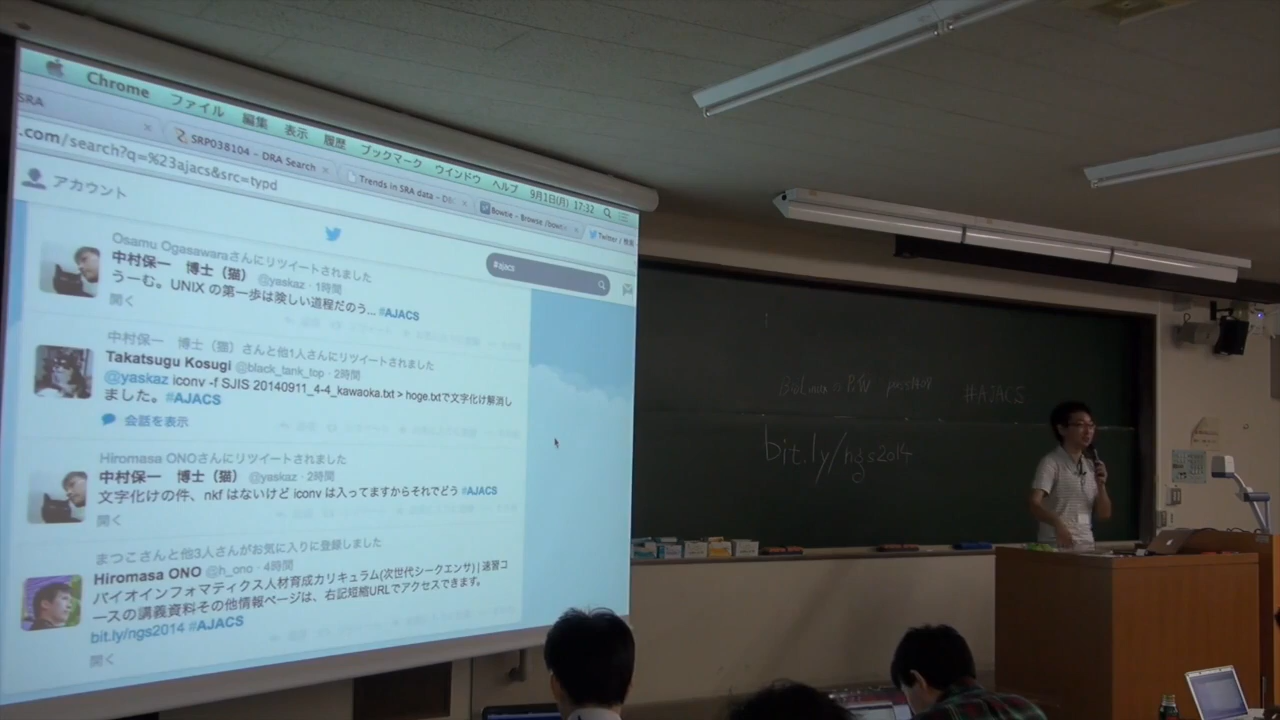 Chrome ファイル 編集 表示 履歴 ブックマーク ウインドウ ヘルプ 9月1日(月) 17:32
SRA
SRP038104 - DRA Search
Trends in SRA data - DB
Bowtie - Browse /bowtie
Twitter / 検索
.com/search?q=%23ajacs&src=typd
アカウント
#ajacs
Osamu Ogasawaraさんにリツイートされました
中村保一 博士（猫） @yaskaz · 1時間
うーむ。UNIX の第一歩は険しい道程だのう... #AJACS
開く
中村保一 博士（猫）さんと他1人さんにリツイートされました
Takatsugu Kosugi @black_tank_top · 2時間
@yaskaz iconv -f SJIS 20140911_4-4_kawaoka.txt > hoge.txtで文字化け解消し
ました。#AJACS
会話を表示
Hiromasa ONOさんにリツイートされました
中村保一 博士（猫） @yaskaz · 2時間
文字化けの件、nkf はないけど iconv は入ってますからそれでどう #AJACS
開く
まつこさんと他3人さんがお気に入りに登録しました
Hiromasa ONO @h_ono · 4時間
バイオインフォマティクス人材育成カリキュラム(次世代シークエンサ) | 速習コ
ースの講義資料その他情報ページは、右記短縮URLでアクセスできます。
bit.ly/ngs2014 #AJACS
開く
#AJACS
bit.ly/ngs2014